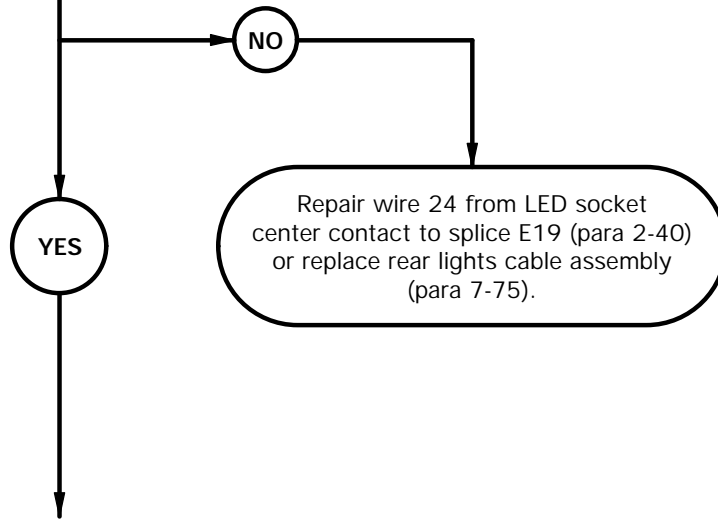 NO
YES
Repair wire 24 from LED socket
center contact to splice E19 (para 2-40)
or replace rear lights cable assembly
(para 7-75).